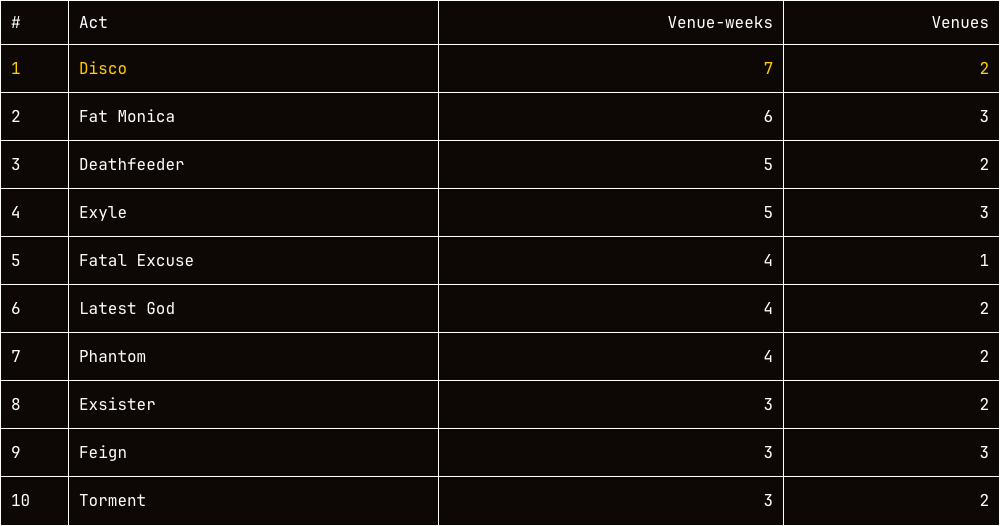 # Act Venue-weeks Venues
1 Disco 7 2
2 Fat Monica 6 3
3 Deathfeeder 5 2
4 Exyle 5 3
5 Fatal Excuse 4 1
6 Latest God 4 2
7 Phantom 4 2
8 Exsister 3 2
9 Feign 3 3
10 Torment 3 2